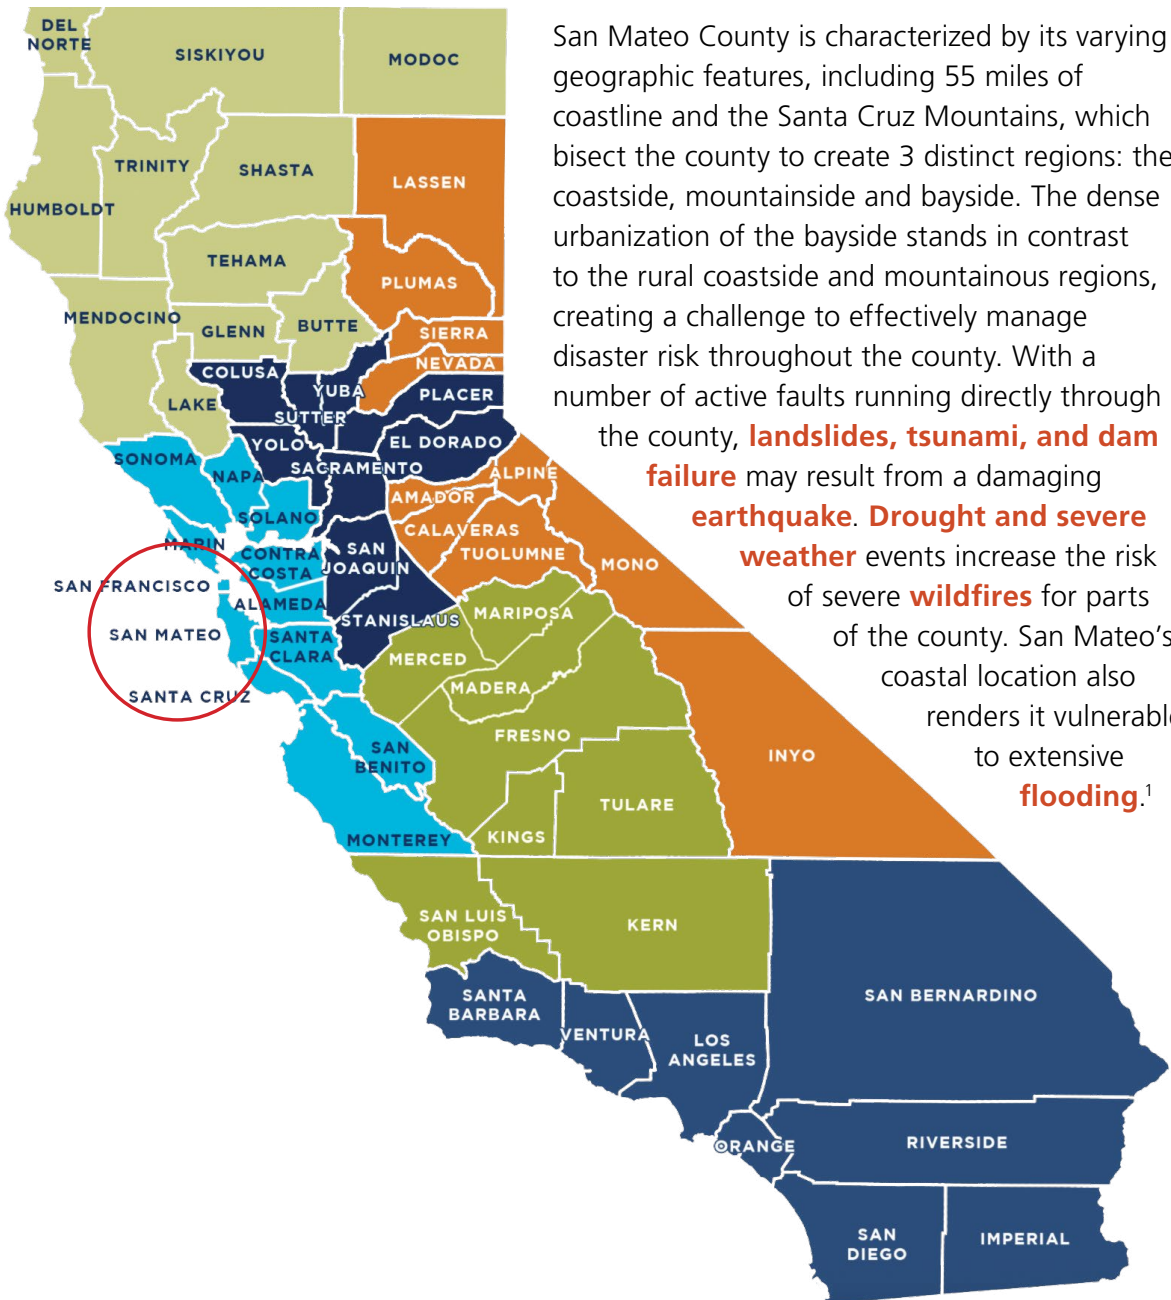 San Mateo County is characterized by its varying
geographic features, including 55 miles of
coastline and the Santa Cruz Mountains, which
bisect the county to create 3 distinct regions: the
coastside, mountainside and bayside. The dense
urbanization of the bayside stands in contrast
to the rural coastside and mountainous regions,
creating a challenge to effectively manage
disaster risk throughout the county. With a
number of active faults running directly through
the county, landslides, tsunami, and dam
failure may result from a damaging
earthquake. Drought and severe
weather events increase the risk
of severe wildfires for parts
of the county. San Mateo's
coastal location also
renders it vulnerable
to extensive
flooding.¹
DEL
NORTE
SISKIYOU
MODOC
TRINITY
SHASTA
LASSEN
HUMBOLDT
TEHAMA
PLUMAS
MENDOCINO
GLENN
BUTTE
SIERRA
NEVADA
COLUSA
YUBA
PLACER
LAKE
SUTTER
YOLO
EL DORADO
SONOMA
NAPA
SACRAMENTO
ALPINE
AMADOR
SOLANO
CALAVERAS
MARIN
CONTRA
COSTA
SAN
JOAQUIN
TUOLUMNE
MONO
SAN FRANCISCO
ALAMEDA
STANISLAUS
MARIPOSA
SAN MATEO
SANTA
CLARA
MERCED
MADERA
SANTA CRUZ
FRESNO
SAN
BENITO
INYO
TULARE
MONTEREY
KINGS
SAN LUIS
OBISPO
KERN
SANTA
BARBARA
VENTURA
LOS
ANGELES
SAN BERNARDINO
ORANGE
RIVERSIDE
SAN
DIEGO
IMPERIAL